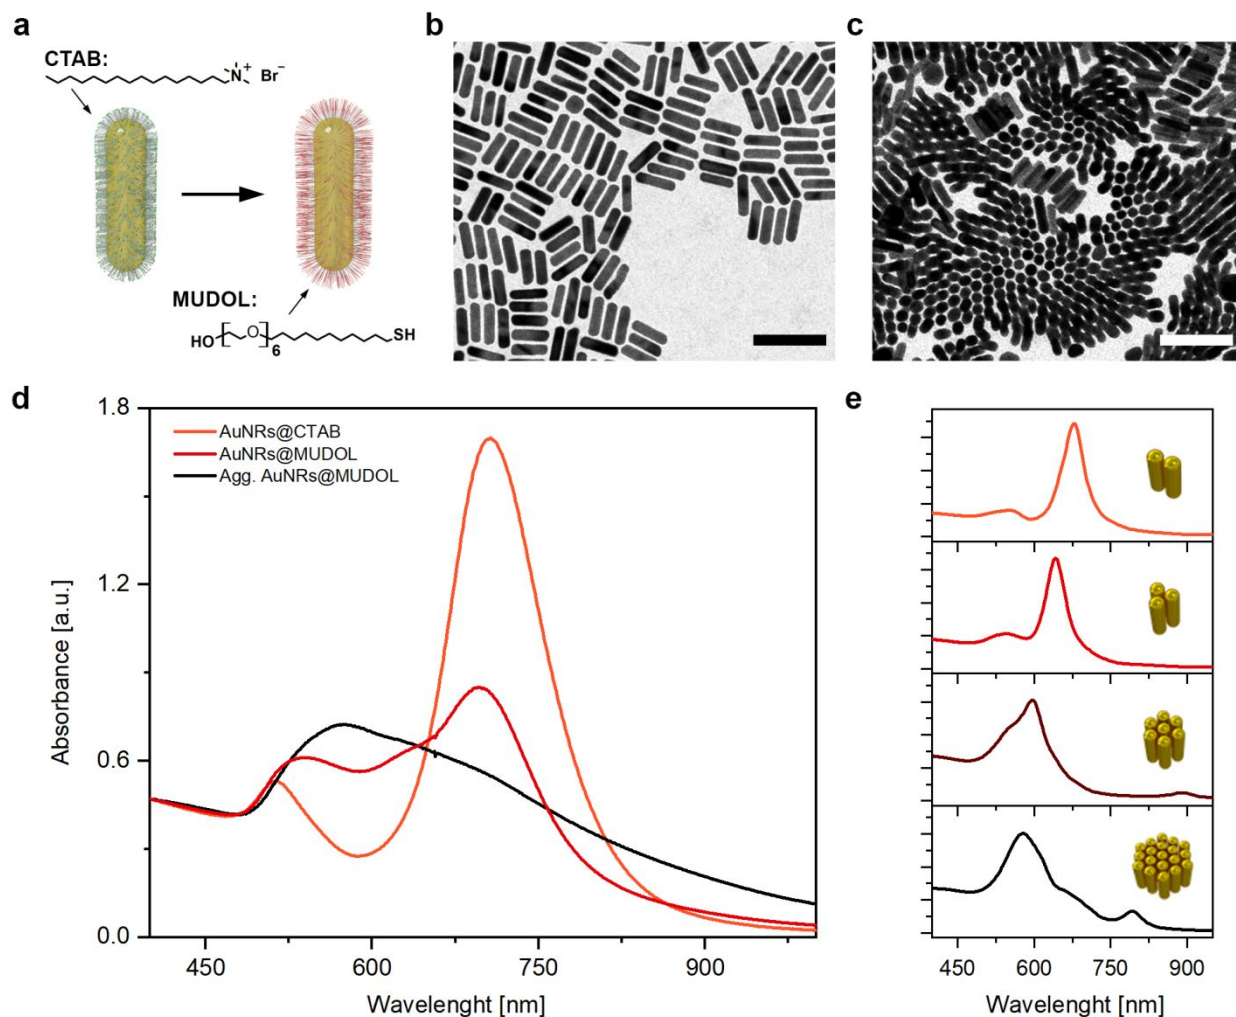 a
CTAB:
N+ Br−
MUDOL:
HO[O]6 SH
b
c
d
1.8
1.2
0.6
0.0
Absorbance [a.u.]
AuNRs@CTAB
AuNRs@MUDOL
Agg. AuNRs@MUDOL
450 600 750 900
Wavelenght [nm]
e
450 600 750 900
Wavelenght [nm]